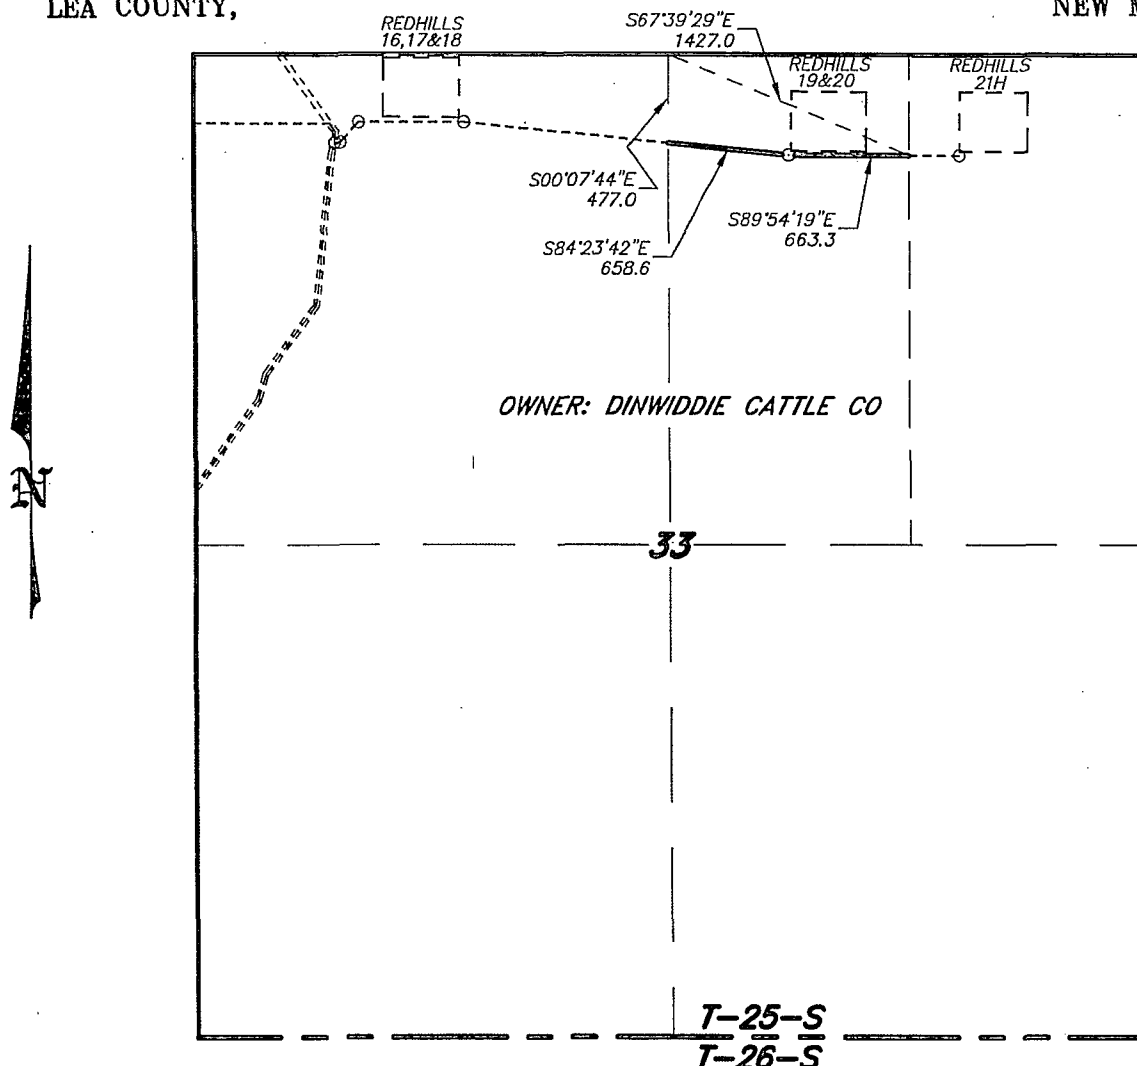 LEA COUNTY,
NEW M
REDHILLS
16,17&18
S67°39'29"E
1427.0
REDHILLS
19&20
REDHILLS
21H
S00°07'44"E
477.0
S89°54'19"E
663.3
S84°23'42"E
658.6
OWNER: DINWIDDIE CATTLE CO
N
33
T-25-S
T-26-S